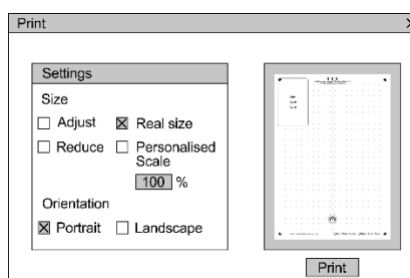 Print
Settings
Size
Adjust
Real size
Reduce
Personalised
Scale
100 %
Orientation
Portrait
Landscape
Print